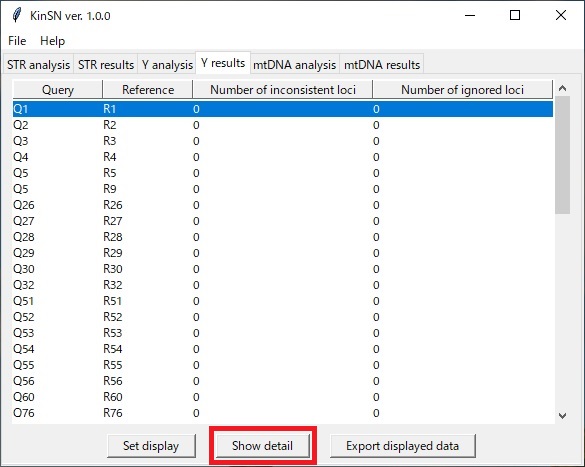 KinSN ver. 1.0.0
File Help
STR analysis STR results Y analysis Y results mtDNA analysis mtDNA results
Query Reference Number of inconsistent loci Number of ignored loci
Q1 R1 0 0
Q2 R2 0 0
Q3 R3 0 0
Q4 R4 0 0
Q5 R5 0 0
Q5 R9 0 0
Q26 R26 0 0
Q27 R27 0 0
Q28 R28 0 0
Q29 R29 0 0
Q30 R30 0 0
Q32 R32 0 0
Q51 R51 0 0
Q52 R52 0 0
Q53 R53 0 0
Q54 R54 0 0
Q55 R55 0 0
Q56 R56 0 0
Q60 R60 0 0
Q76 R76 0 0
Set display Show detail Export displayed data